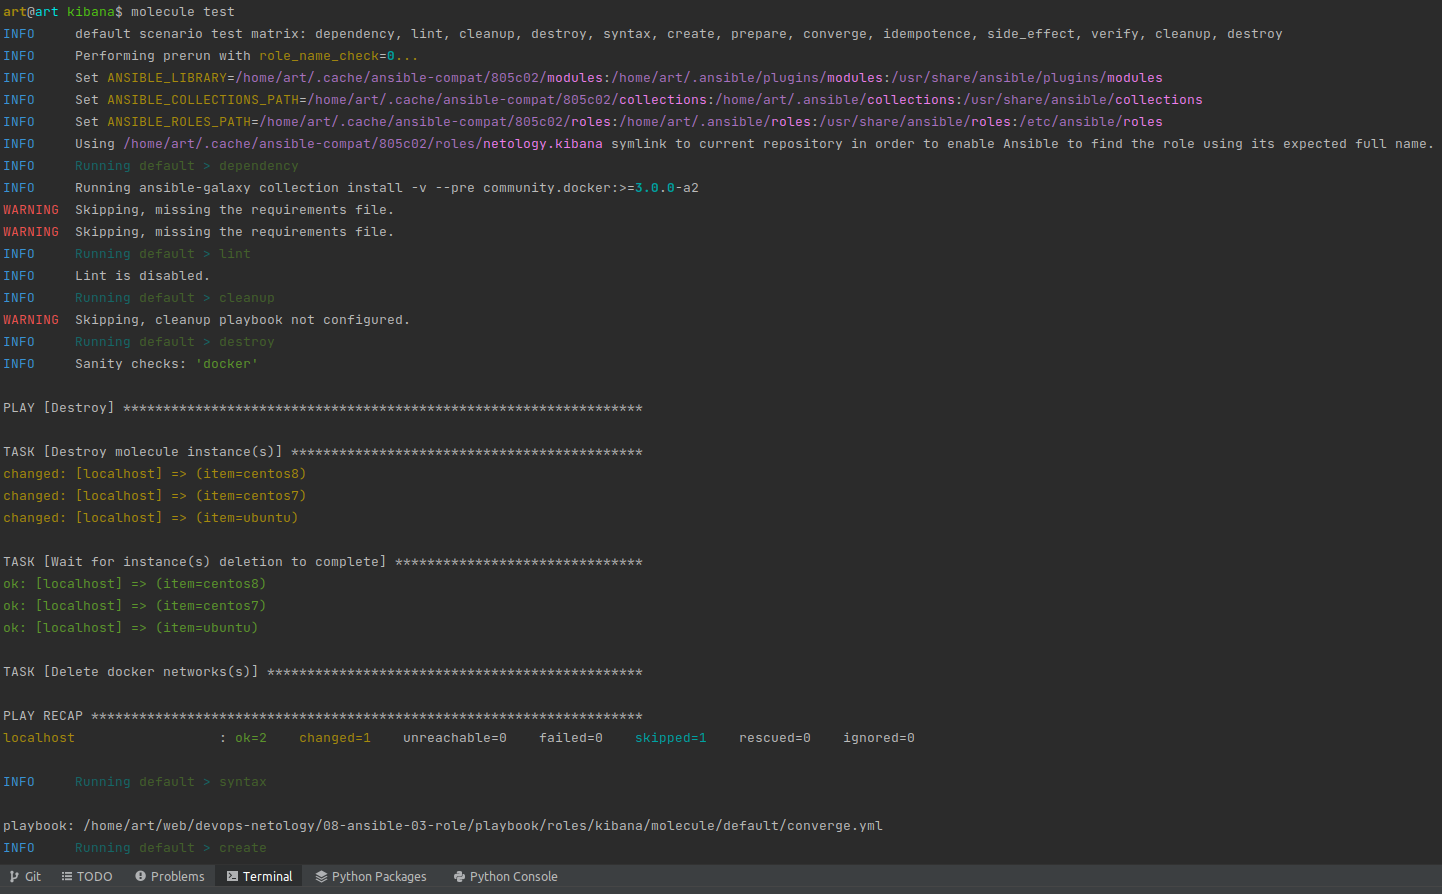 art@art kibana$ molecule test
INFO     default scenario test matrix: dependency, lint, cleanup, destroy, syntax, create, prepare, converge, idempotence, side_effect, verify, cleanup, destroy
INFO     Performing prerun with role_name_check=0...
INFO     Set ANSIBLE_LIBRARY=/home/art/.cache/ansible-compat/805c02/modules:/home/art/.ansible/plugins/modules:/usr/share/ansible/plugins/modules
INFO     Set ANSIBLE_COLLECTIONS_PATH=/home/art/.cache/ansible-compat/805c02/collections:/home/art/.ansible/collections:/usr/share/ansible/collections
INFO     Set ANSIBLE_ROLES_PATH=/home/art/.cache/ansible-compat/805c02/roles:/home/art/.ansible/roles:/usr/share/ansible/roles:/etc/ansible/roles
INFO     Using /home/art/.cache/ansible-compat/805c02/roles/netology.kibana symlink to current repository in order to enable Ansible to find the role using its expected full name.
INFO     Running default > dependency
INFO     Running ansible-galaxy collection install -v --pre community.docker:>=3.0.0-a2
WARNING  Skipping, missing the requirements file.
WARNING  Skipping, missing the requirements file.
INFO     Running default > lint
INFO     Lint is disabled.
INFO     Running default > cleanup
WARNING  Skipping, cleanup playbook not configured.
INFO     Running default > destroy
INFO     Sanity checks: 'docker'
PLAY [Destroy] *****************************************************************
TASK [Destroy molecule instance(s)] ********************************************
changed: [localhost] => (item=centos8)
changed: [localhost] => (item=centos7)
changed: [localhost] => (item=ubuntu)
TASK [Wait for instance(s) deletion to complete] *******************************
ok: [localhost] => (item=centos8)
ok: [localhost] => (item=centos7)
ok: [localhost] => (item=ubuntu)
TASK [Delete docker networks(s)] ***********************************************
PLAY RECAP *********************************************************************
localhost                  : ok=2    changed=1    unreachable=0    failed=0    skipped=1    rescued=0    ignored=0
INFO     Running default > syntax
playbook: /home/art/web/devops-netology/08-ansible-03-role/playbook/roles/kibana/molecule/default/converge.yml
INFO     Running default > create
Git TODO Problems Terminal Python Packages Python Console